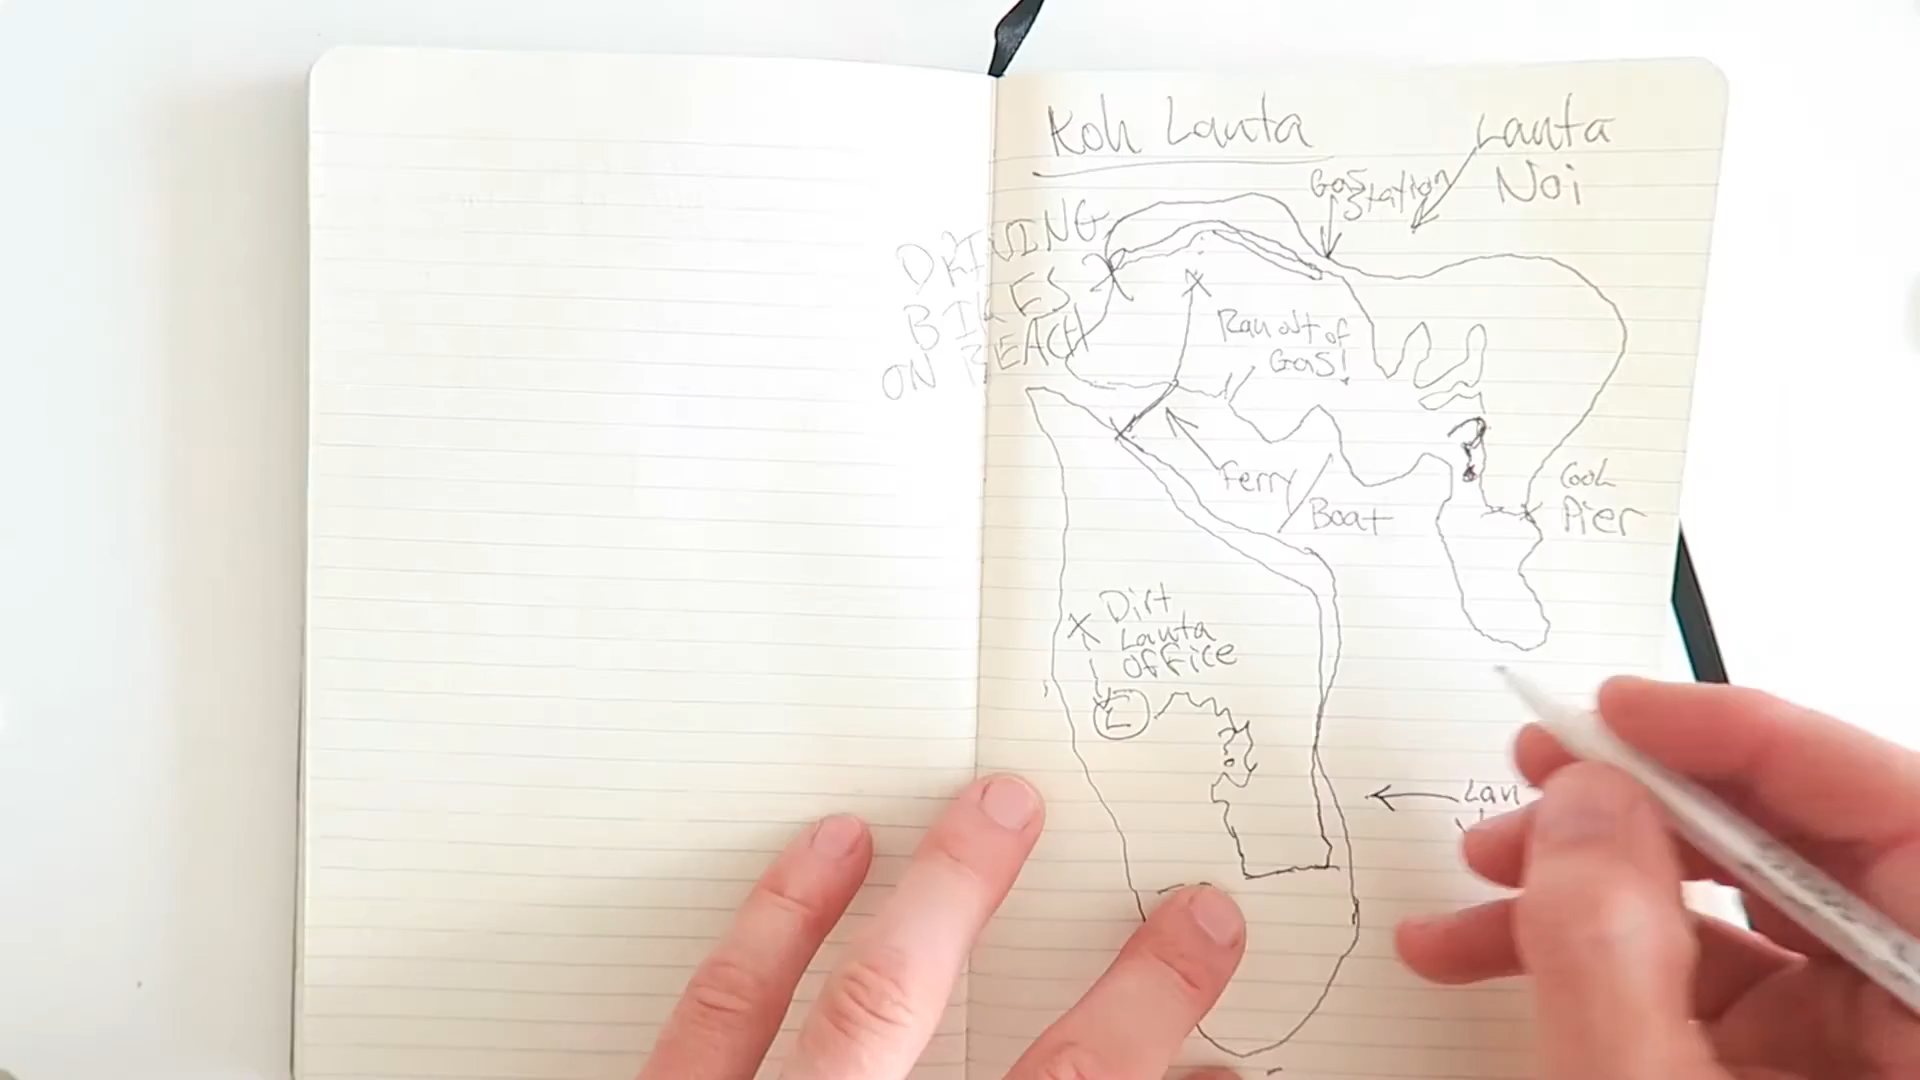 Koh Lanta
Lanta
Noi
Gas
Station
DRIVING
BIKES
ON BEACH
Ran out of
Gas!
Ferry/
Boat
Cool
Pier
Dirt
Lanta
Office
Lan